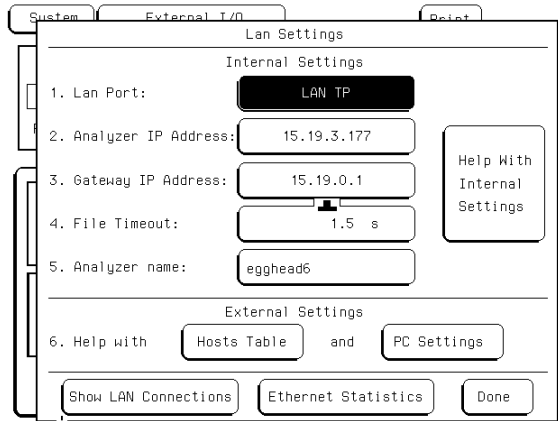 System External I/O Print
Lan Settings
Internal Settings
1. Lan Port: LAN TP
2. Analyzer IP Address: 15.19.3.177
3. Gateway IP Address: 15.19.0.1
4. File Timeout: 1.5 s
5. Analyzer name: egghead6
Help With
Internal
Settings
External Settings
6. Help with Hosts Table and PC Settings
Show LAN Connections Ethernet Statistics Done